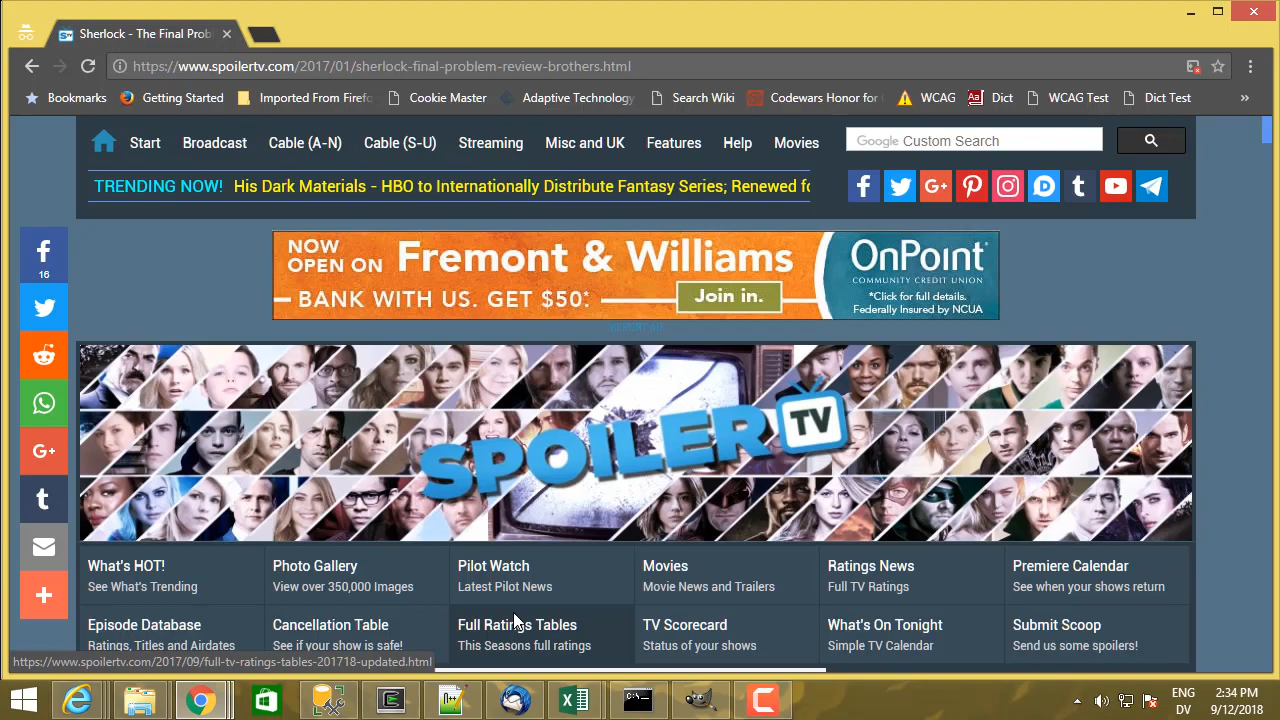 Sherlock - The Final Prob
https://www.spoilertv.com/2017/01/sherlock-final-problem-review-brothers.html
Bookmarks Getting Started Imported From Firefo Cookie Master Adaptive Technology Search Wiki Codewars Honor for WCAG Dict WCAG Test Dict Test »
Start Broadcast Cable (A-N) Cable (S-U) Streaming Misc and UK Features Help Movies Google Custom Search
TRENDING NOW! His Dark Materials - HBO to Internationally Distribute Fantasy Series; Renewed fo
16
NOW
OPEN ON Fremont & Williams
BANK WITH US. GET $50.* Join in.
OnPoint
COMMUNITY CREDIT UNION
*Click for full details.
Federally Insured by NCUA
SPOILER TV
What's HOT! Photo Gallery Pilot Watch Movies Ratings News Premiere Calendar
See What's Trending View over 350,000 Images Latest Pilot News Movie News and Trailers Full TV Ratings See when your shows return
Episode Database Cancellation Table Full Ratings Tables TV Scorecard What's On Tonight Submit Scoop
Ratings, Titles and Airdates See if your show is safe! This Seasons full ratings Status of your shows Simple TV Calendar Send us some spoilers!
https://www.spoilertv.com/2017/09/full-tv-ratings-tables-201718-updated.html
ENG 2:34 PM
DV 9/12/2018